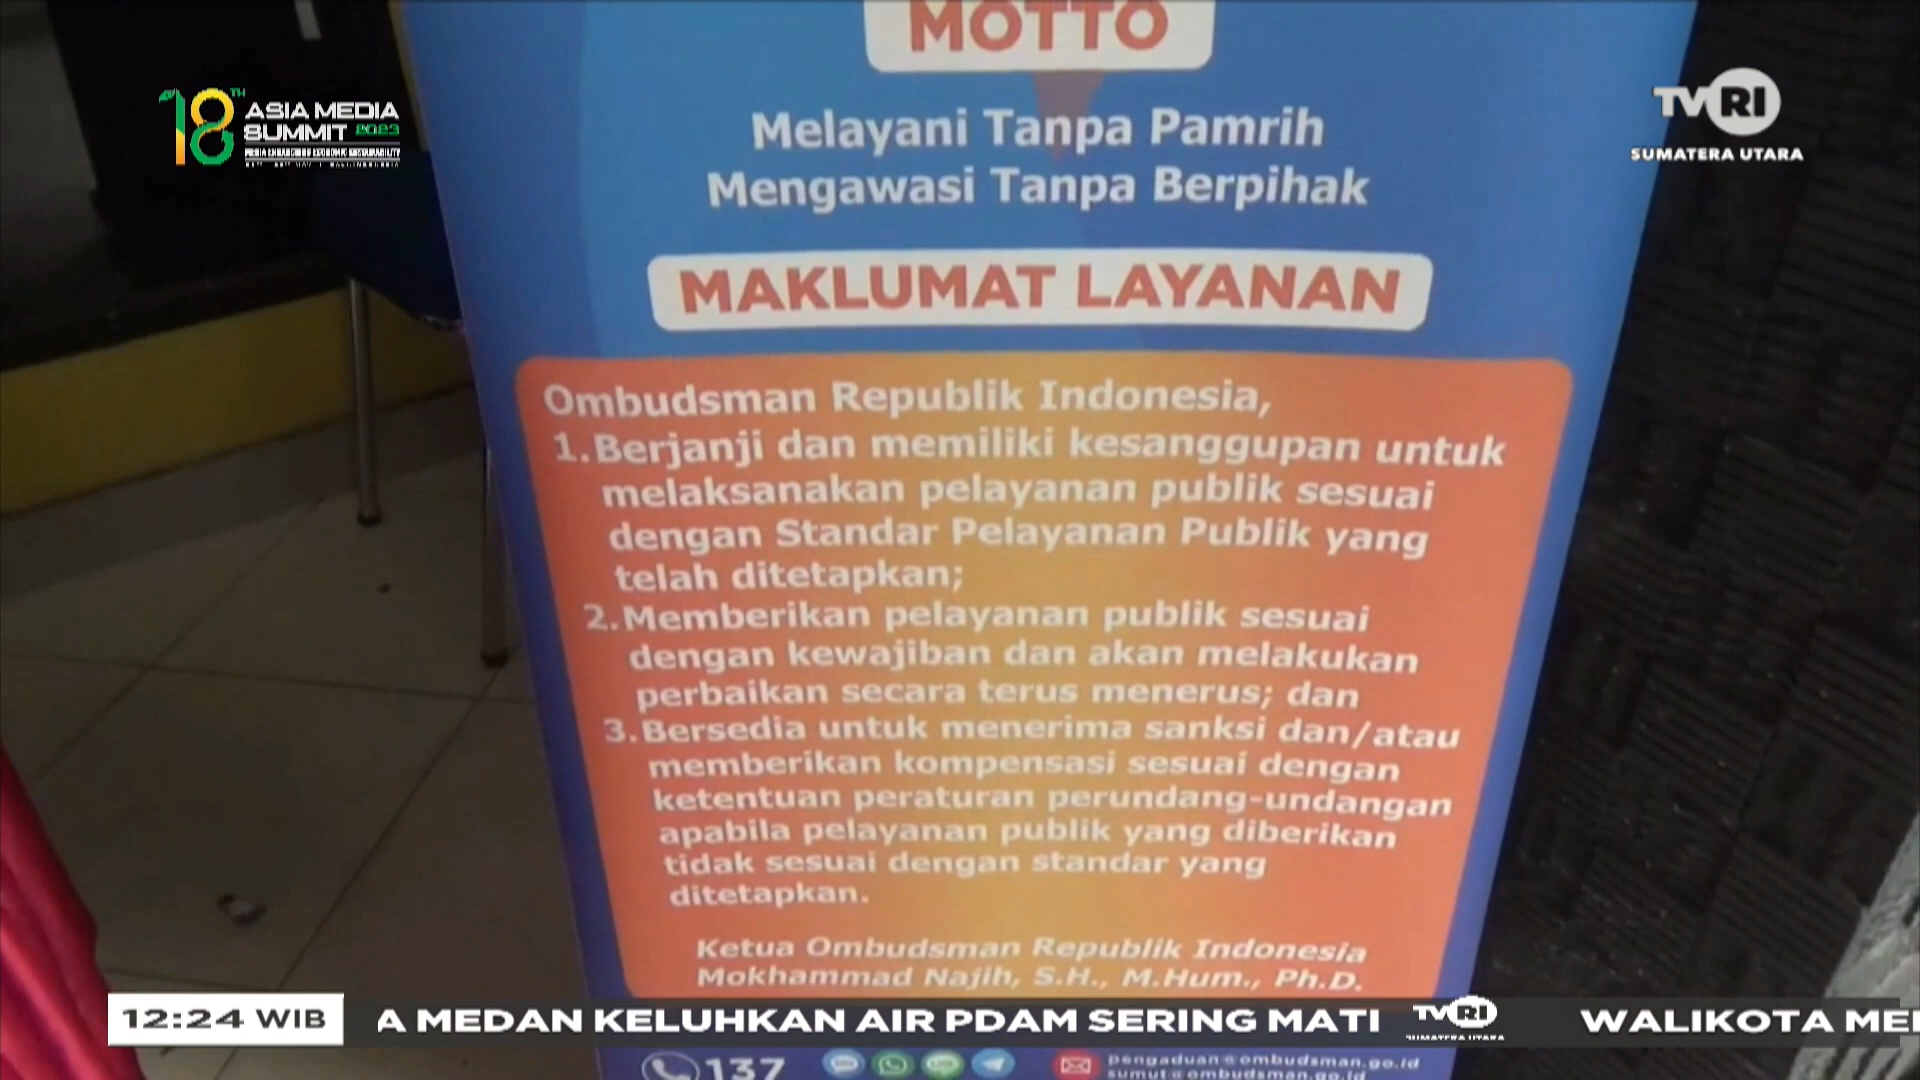 MOTTO
18TH ASIA MEDIA
SUMMIT 2023
TVRI
SUMATERA UTARA
Melayani Tanpa Pamrih
Mengawasi Tanpa Berpihak
MAKLUMAT LAYANAN
Ombudsman Republik Indonesia,
1. Berjanji dan memiliki kesanggupan untuk
melaksanakan pelayanan publik sesuai
dengan Standar Pelayanan Publik yang
telah ditetapkan;
2. Memberikan pelayanan publik sesuai
dengan kewajiban dan akan melakukan
perbaikan secara terus menerus; dan
3. Bersedia untuk menerima sanksi dan/atau
memberikan kompensasi sesuai dengan
ketentuan peraturan perundang-undangan
apabila pelayanan publik yang diberikan
tidak sesuai dengan standar yang
ditetapkan.
Ketua Ombudsman Republik Indonesia
Mokhammad Najih, S.H., M.Hum., Ph.D.
12:24 WIB
A MEDAN KELUHKAN AIR PDAM SERING MATI
TVRI
SUMATERA UTARA
WALIKOTA ME
137
pengaduan@ombudsman.go.id
sumut@ombudsman.go.id